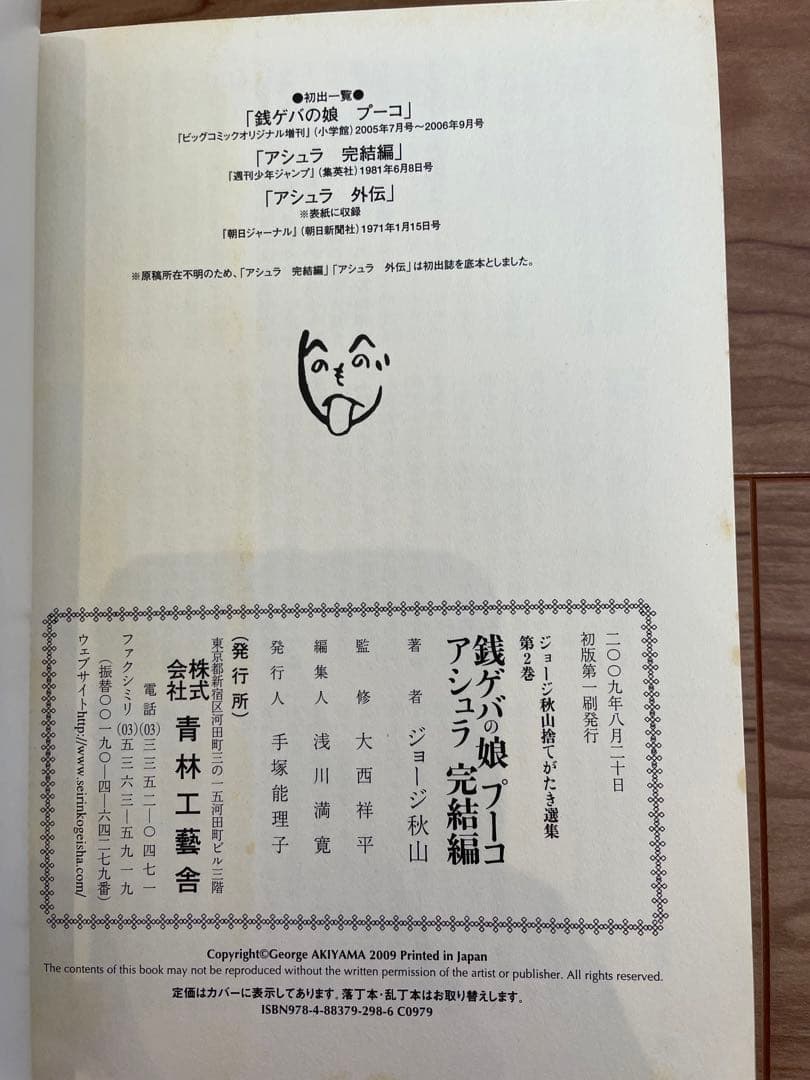 ●初出一覧●
「銭ゲバの娘　プーコ」
『ビッグコミックオリジナル増刊』(小学館)2005年7月号〜2006年9月号
「アシュラ　完結編」
『週刊少年ジャンプ』(集英社)1981年6月8日号
「アシュラ　外伝」
※表紙に収録
『朝日ジャーナル』(朝日新聞社)1971年1月15日号
※原稿所在不明のため、「アシュラ　完結編」「アシュラ　外伝」は初出誌を底本としました。
へのへのもい
二〇〇九年八月二十日
初版第一刷発行
ジョージ秋山捨てがたき選集
第2巻
銭ゲバの娘 プーコ
アシュラ 完結編
著者 ジョージ秋山
監修 大西祥平
編集人 浅川満寛
発行人 手塚能理子
(発行所)
東京都新宿区河田町三の一五河田町ビル三階
株式会社 青林工藝舎
電話(03)三三五二―〇四七一
ファクシミリ(03)五三六三―五九一九
(振替〇〇一九〇―四―六四二七九番)
ウェブサイトhttp://www.seirinkogeisha.com/
Copyright©George AKIYAMA 2009 Printed in Japan
The contents of this book may not be reproduced without the written permission of the artist or publisher. All rights reserved.
定価はカバーに表示してあります。落丁本・乱丁本はお取り替えします。
ISBN978-4-88379-298-6 C0979